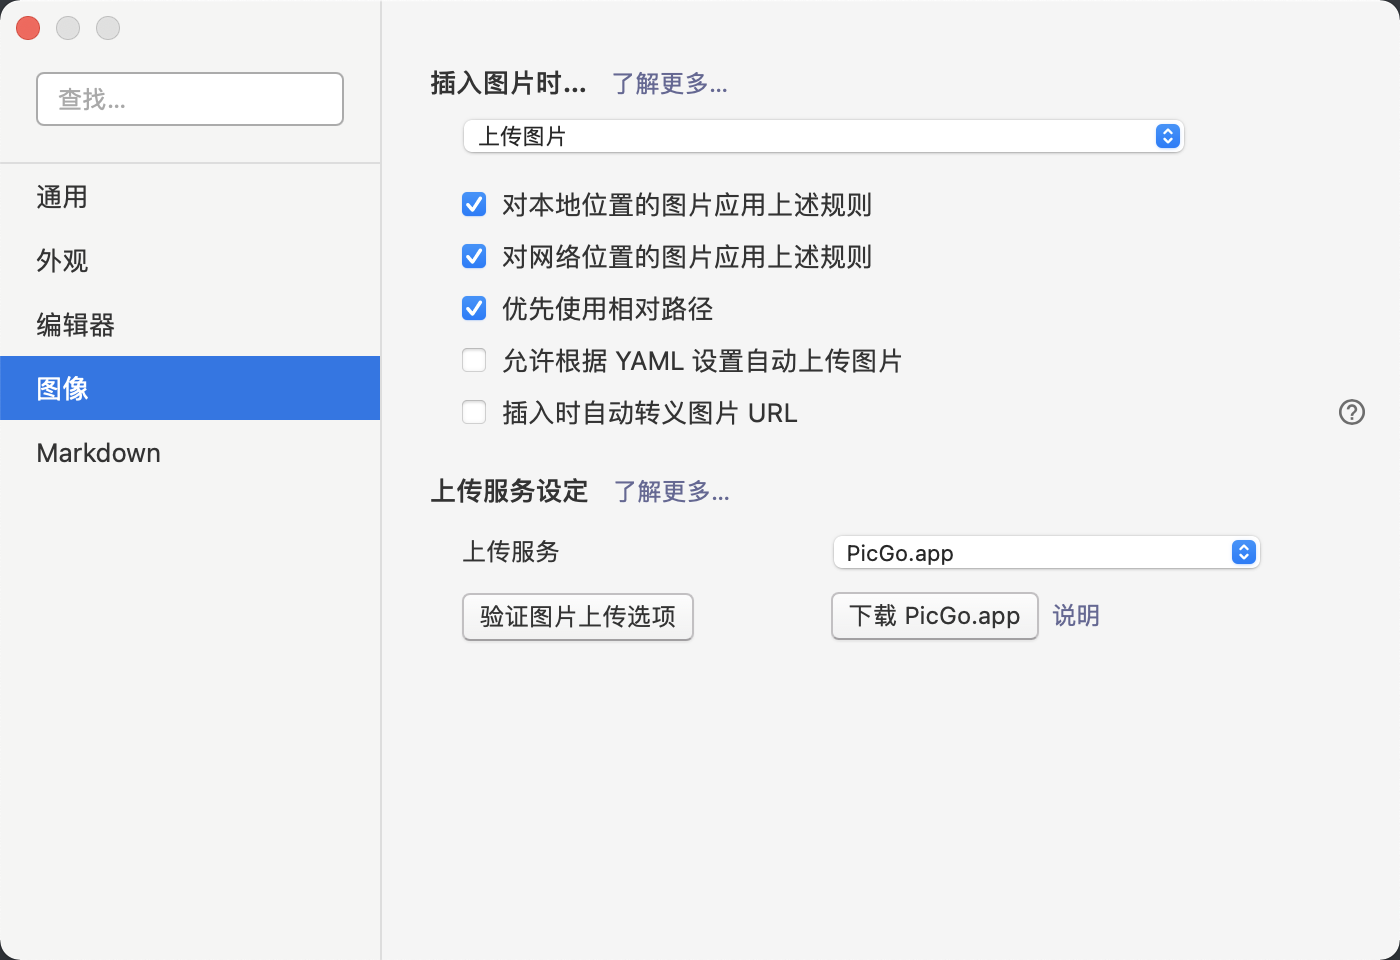 查找...
通用
外观
编辑器
图像
Markdown
插入图片时... 了解更多...
上传图片
对本地位置的图片应用上述规则
对网络位置的图片应用上述规则
优先使用相对路径
允许根据 YAML 设置自动上传图片
插入时自动转义图片 URL
上传服务设定 了解更多...
上传服务 PicGo.app
验证图片上传选项 下载 PicGo.app 说明